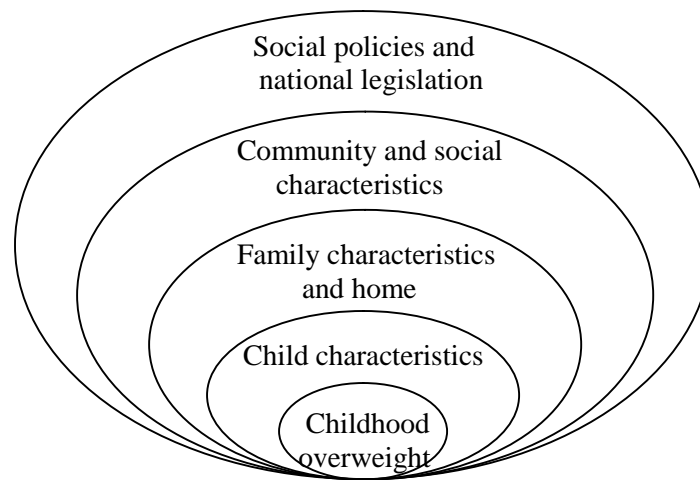 Social policies and
national legislation
Community and social
characteristics
Family characteristics
and home
Child characteristics
Childhood
overweight